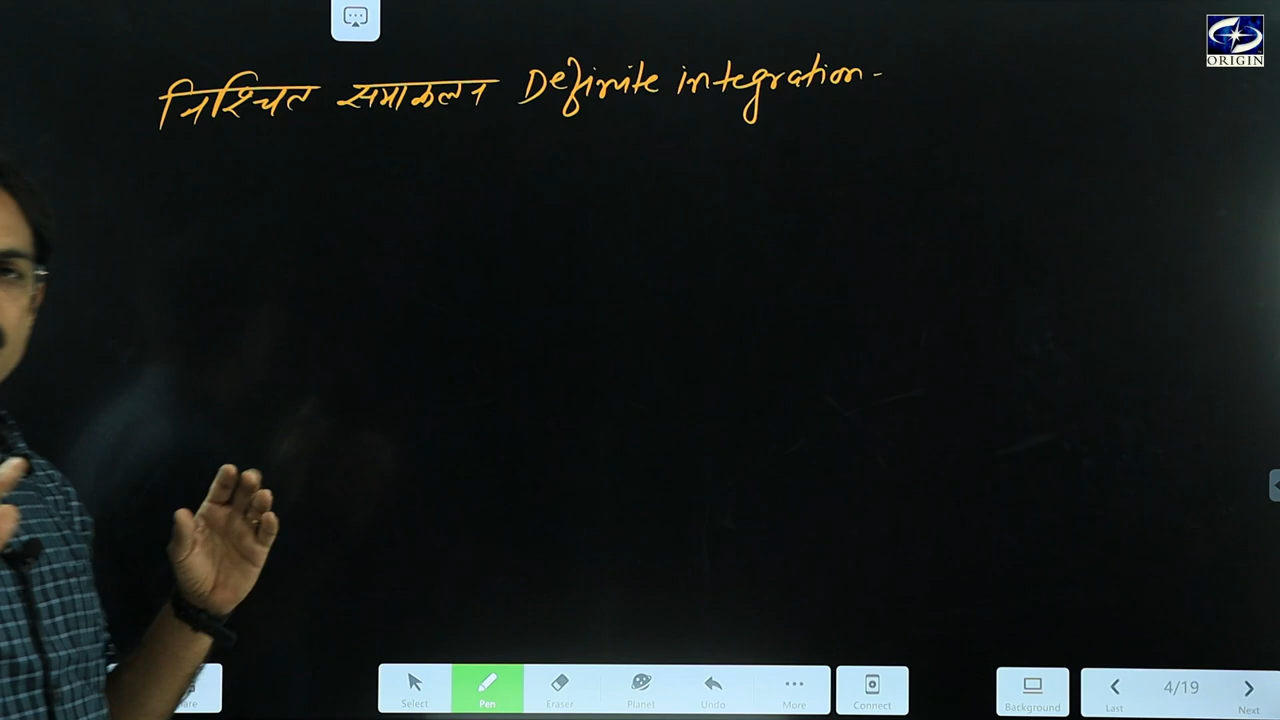 ORIGIN
निश्चित समाकलन Definite integration -
Select Pen Eraser Planet Undo More Connect Background Last 4/19 Next